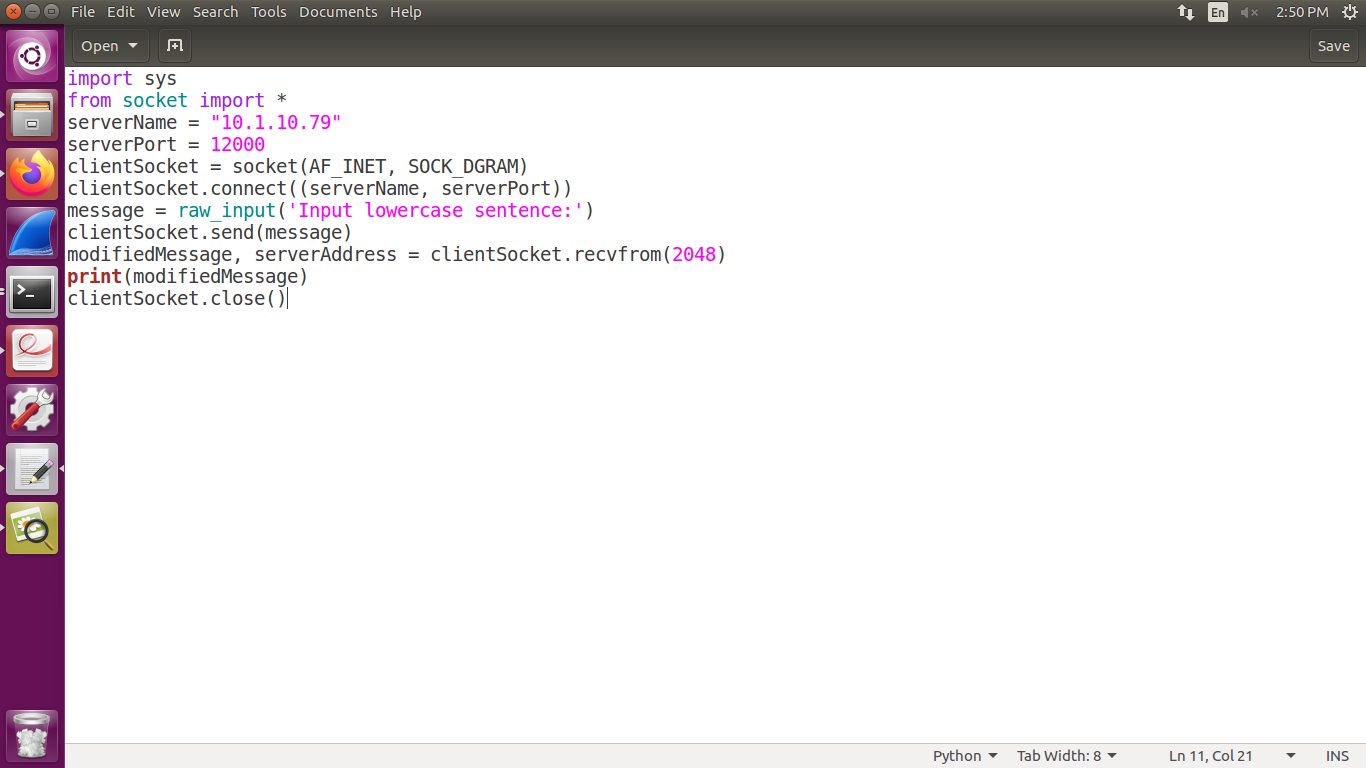 File Edit View Search Tools Documents Help En 2:50 PM
Open Save
import sys
from socket import *
serverName = "10.1.10.79"
serverPort = 12000
clientSocket = socket(AF_INET, SOCK_DGRAM)
clientSocket.connect((serverName, serverPort))
message = raw_input('Input lowercase sentence:')
clientSocket.send(message)
modifiedMessage, serverAddress = clientSocket.recvfrom(2048)
print(modifiedMessage)
clientSocket.close()
Python Tab Width: 8 Ln 11, Col 21 INS